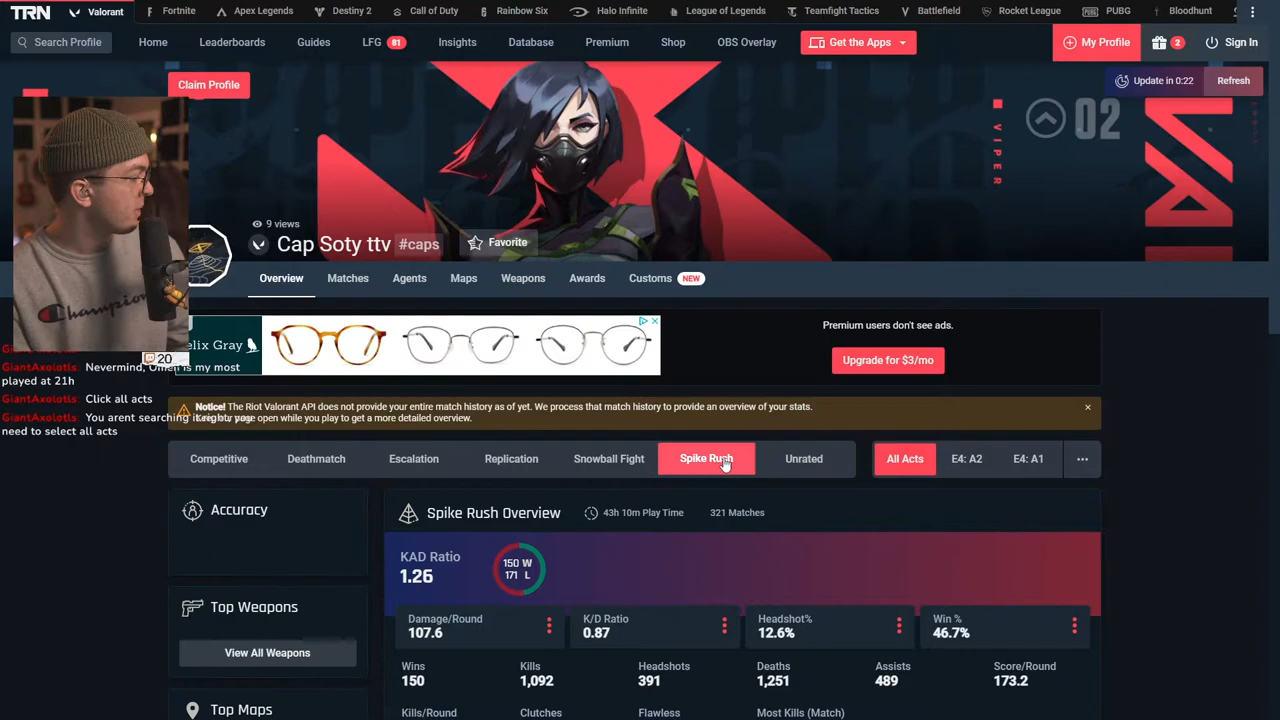 TRN Valorant Fortnite Apex Legends Destiny 2 Call of Duty Rainbow Six Halo Infinite League of Legends Teamfight Tactics Battlefield Rocket League PUBG Bloodhunt
Search Profile Home Leaderboards Guides LFG 81 Insights Database Premium Shop OBS Overlay Get the Apps My Profile 2 Sign In
Claim Profile
Update in 0:22 Refresh
02
VIPER
9 views
Cap Soty ttv #caps Favorite
Overview Matches Agents Maps Weapons Awards Customs NEW
Champion
elix Gray
Premium users don't see ads.
Upgrade for $3/mo
20
GiantAxolotls: Nevermind, Omen is my most
played at 21h
GiantAxolotls: Click all acts
GiantAxolotls: You arent searching it right, you
need to select all acts
Notice! The Riot Valorant API does not provide your entire match history as of yet. We process that match history to provide an overview of your stats.
page open while you play to get a more detailed overview.
Competitive Deathmatch Escalation Replication Snowball Fight Spike Rush Unrated All Acts E4: A2 E4: A1
Accuracy
Spike Rush Overview 43h 10m Play Time 321 Matches
KAD Ratio
1.26
150 W
171 L
Top Weapons
View All Weapons
Damage/Round K/D Ratio Headshot% Win %
107.6 0.87 12.6% 46.7%
Wins Kills Headshots Deaths Assists Score/Round
150 1,092 391 1,251 489 173.2
Top Maps
Kills/Round Clutches Flawless Most Kills (Match)